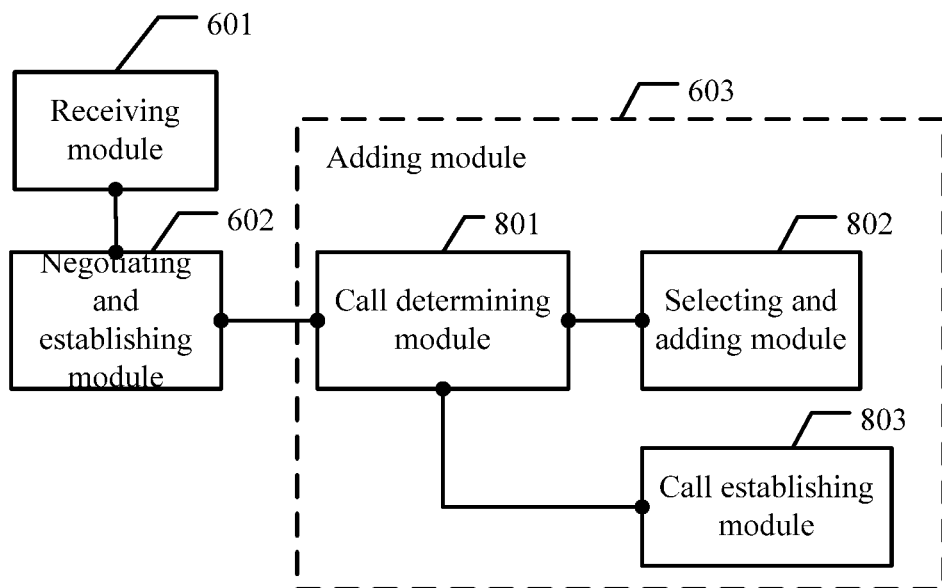 601
Receiving
module
603
Adding module
602
Negotiating
and
establishing
module
801
Call determining
module
802
Selecting and
adding module
803
Call establishing
module